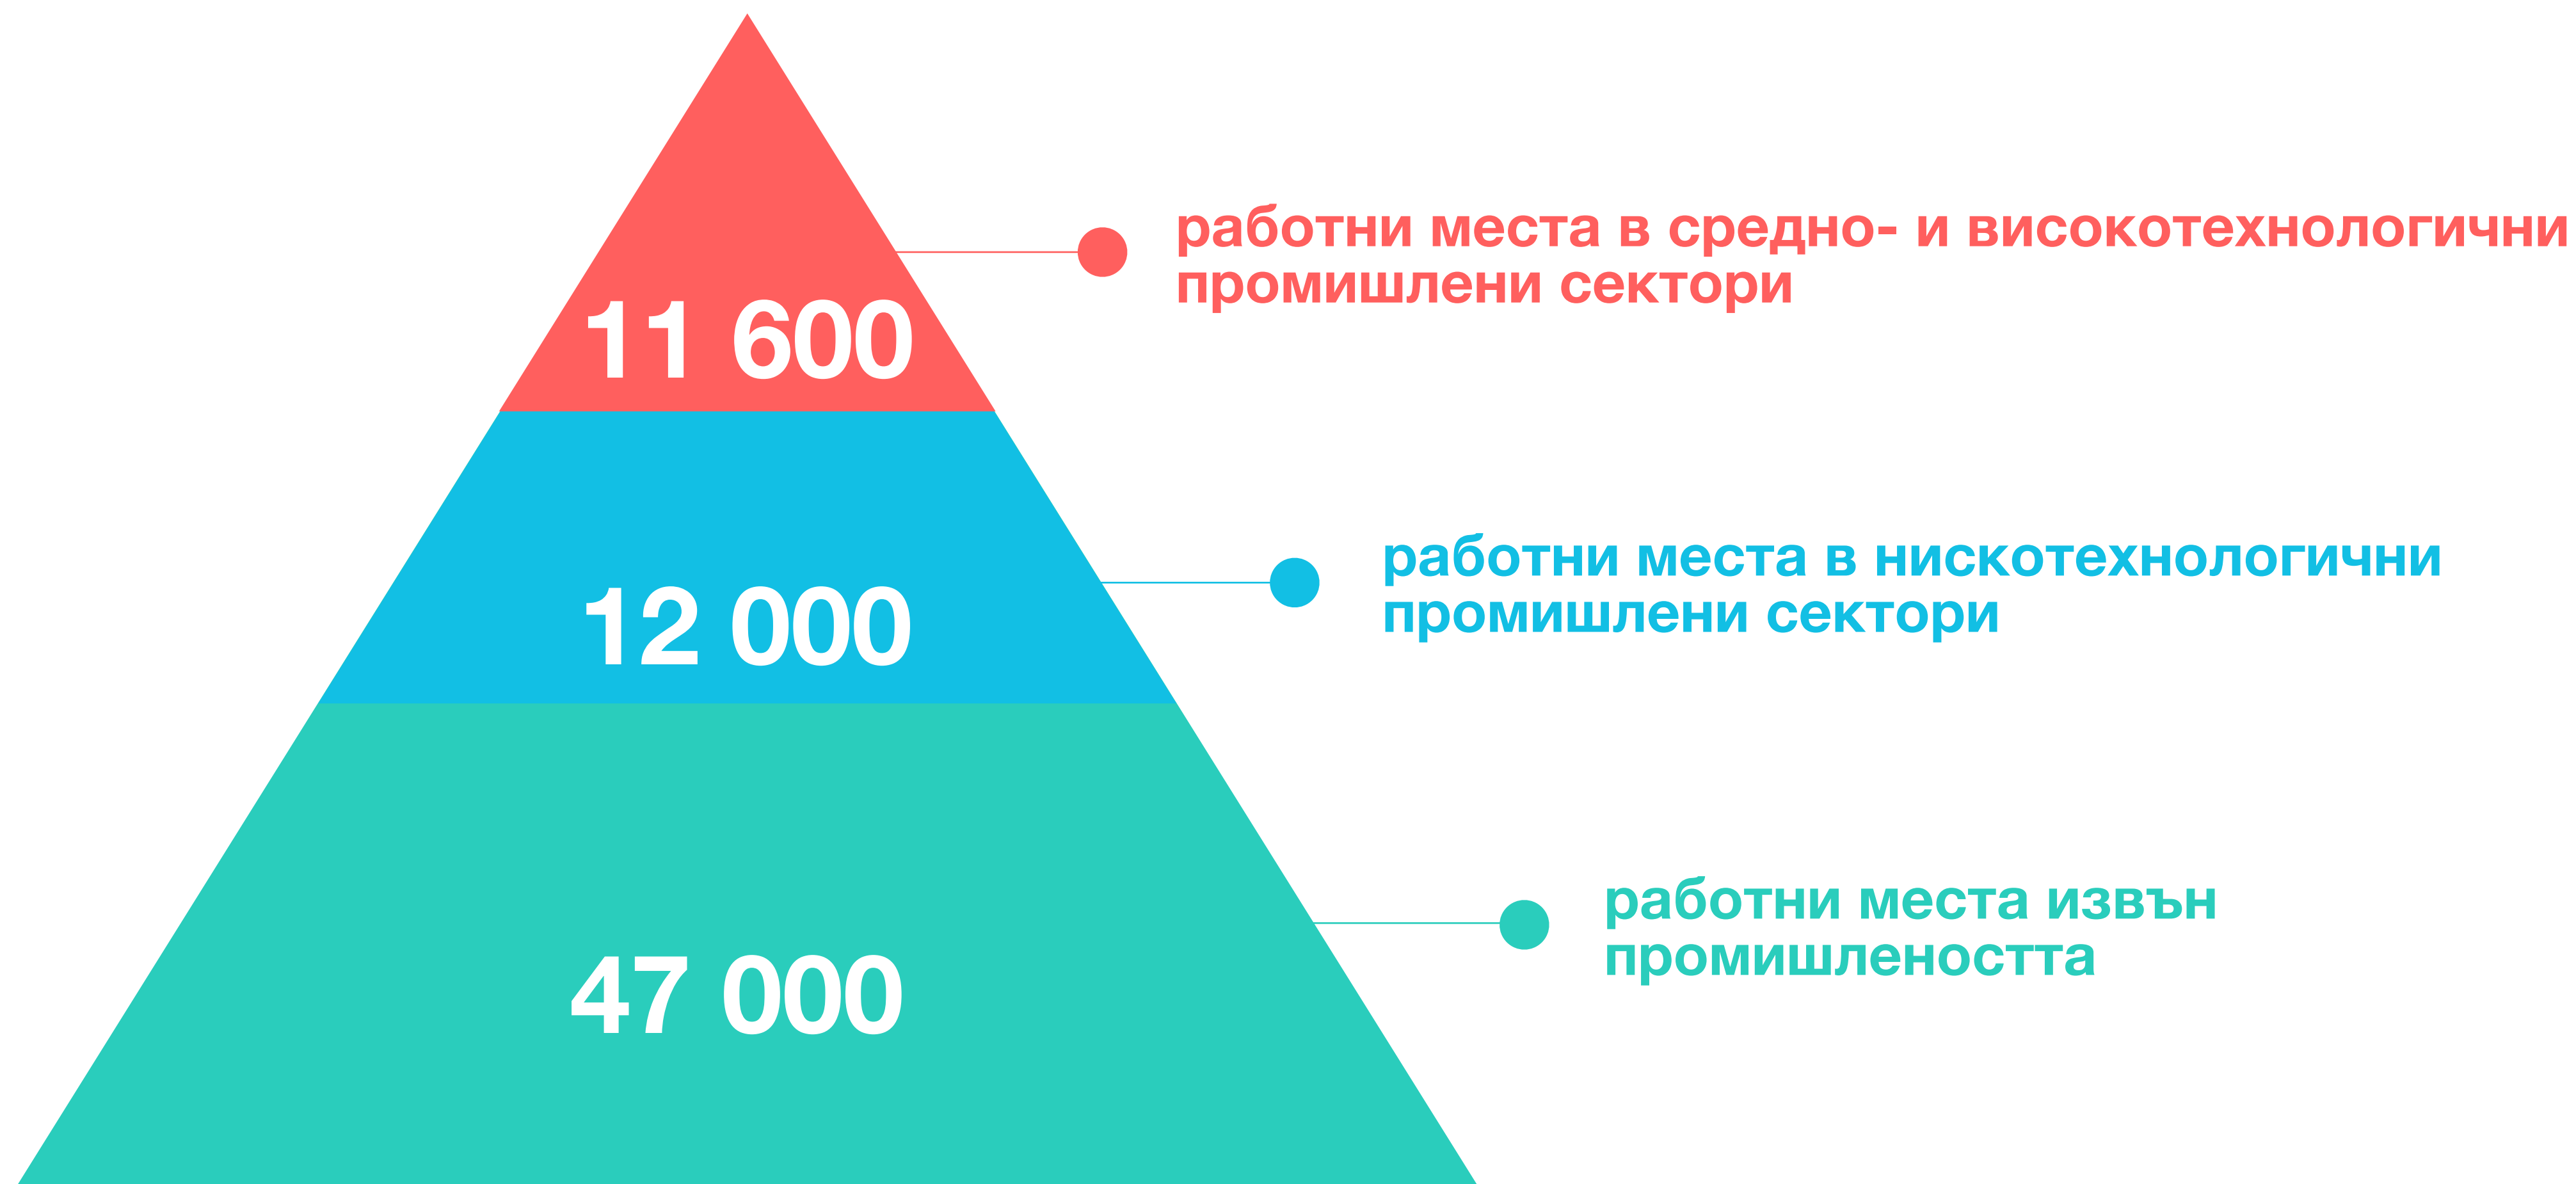 работни места в средно- и високотехнологични
промишлени сектори
11 600
работни места в нискотехнологични
промишлени сектори
12 000
работни места извън
промишлеността
47 000